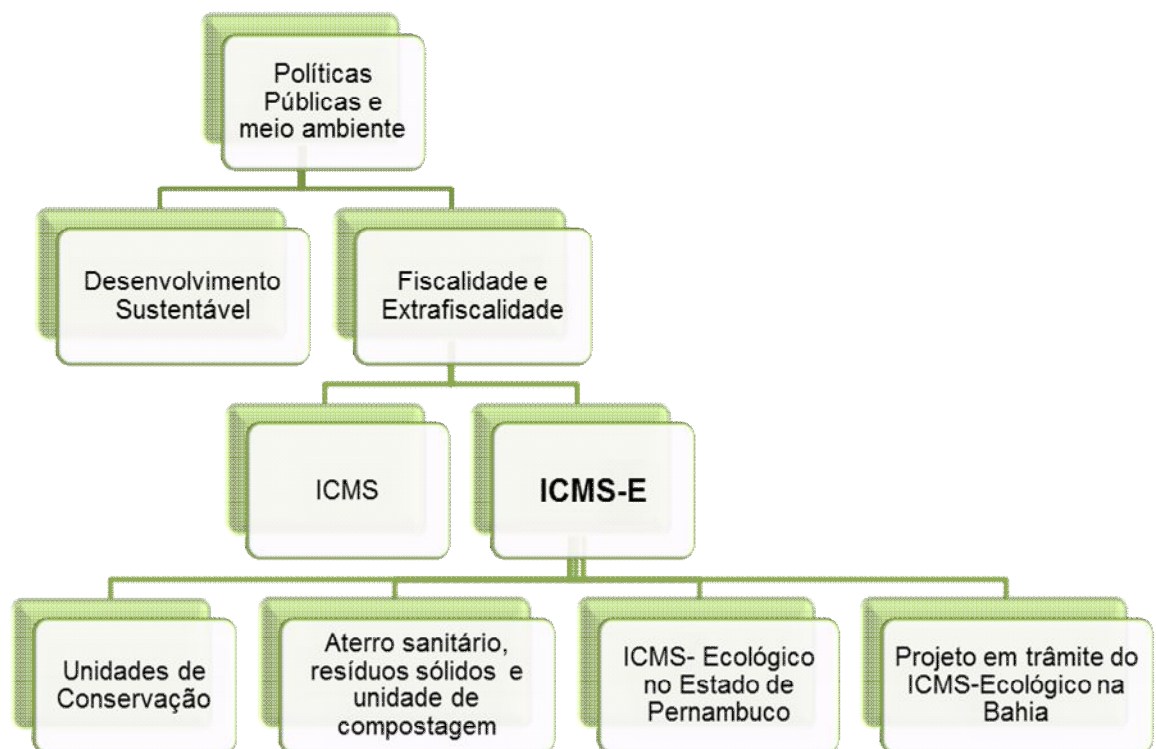 Políticas
Públicas e
meio ambiente
Desenvolvimento
Sustentável
Fiscalidade e
Extrafiscalidade
ICMS
ICMS-E
Unidades de
Conservação
Aterro sanitário,
resíduos sólidos e
unidade de
compostagem
ICMS- Ecológico
no Estado de
Pernambuco
Projeto em trâmite do
ICMS-Ecológico na
Bahia